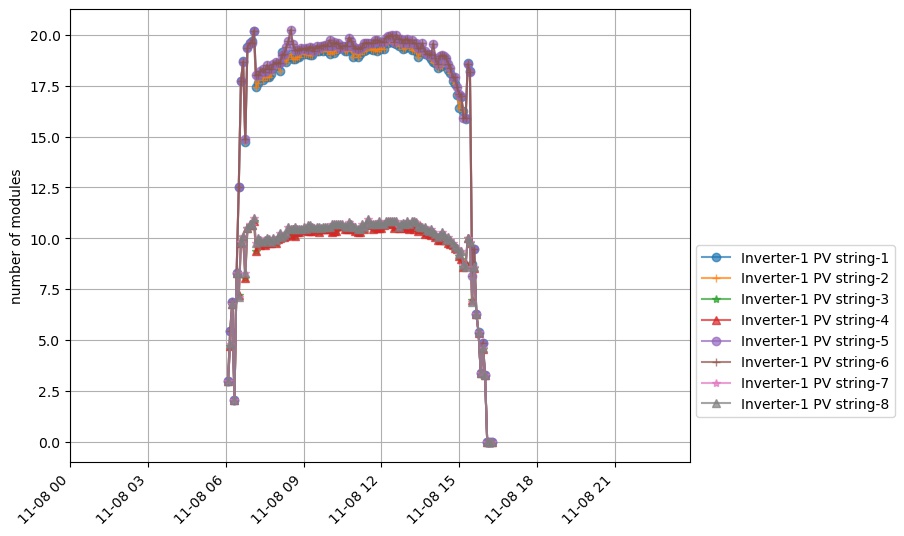 20.0
17.5
15.0
12.5
10.0
7.5
5.0
2.5
0.0
number of modules
11-08 00
11-08 03
11-08 06
11-08 09
11-08 12
11-08 15
11-08 18
11-08 21
Inverter-1 PV string-1
Inverter-1 PV string-2
Inverter-1 PV string-3
Inverter-1 PV string-4
Inverter-1 PV string-5
Inverter-1 PV string-6
Inverter-1 PV string-7
Inverter-1 PV string-8